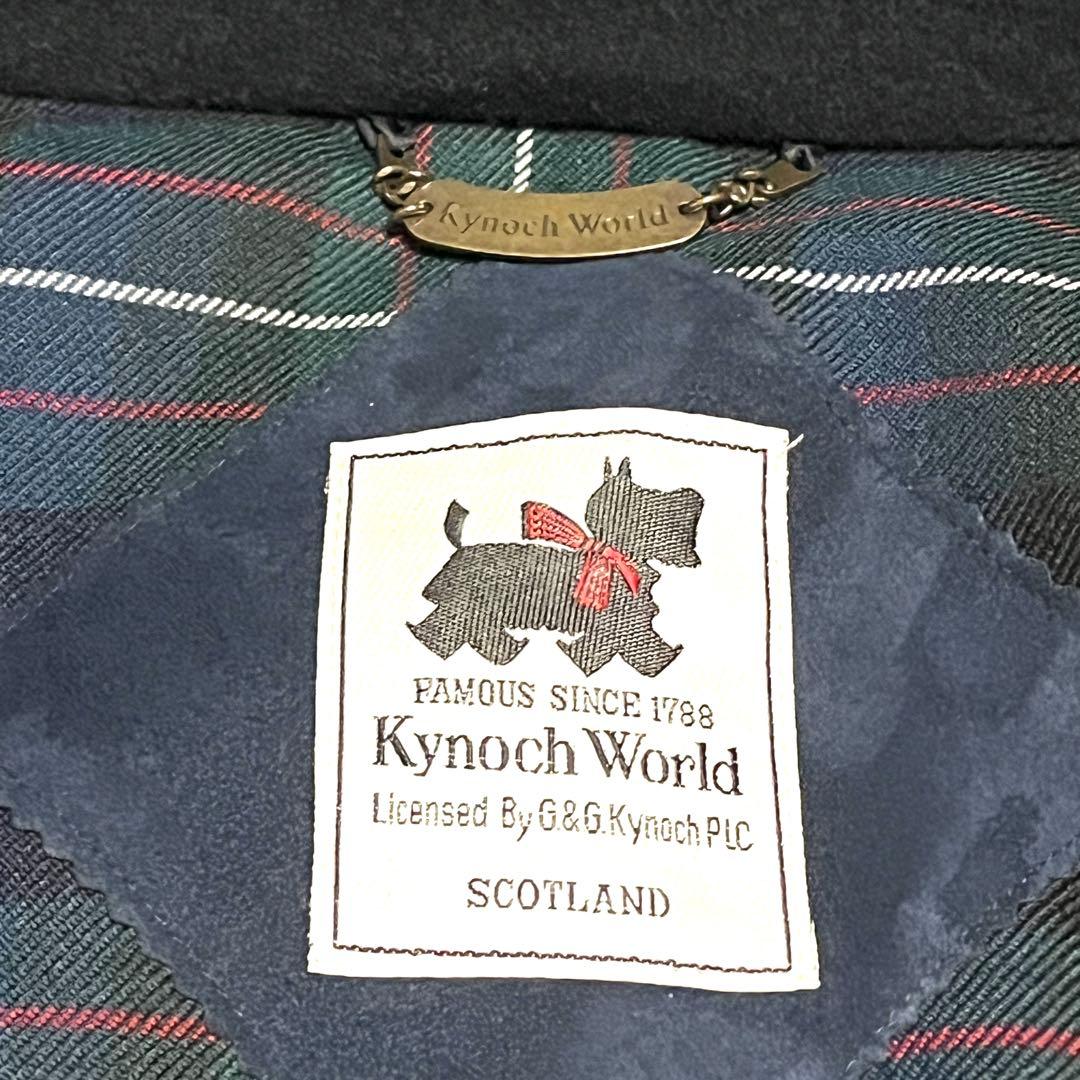 Kynoch World
FAMOUS SINCE 1788
Kynoch World
Licensed By G.&G.Kynoch PLC
SCOTLAND